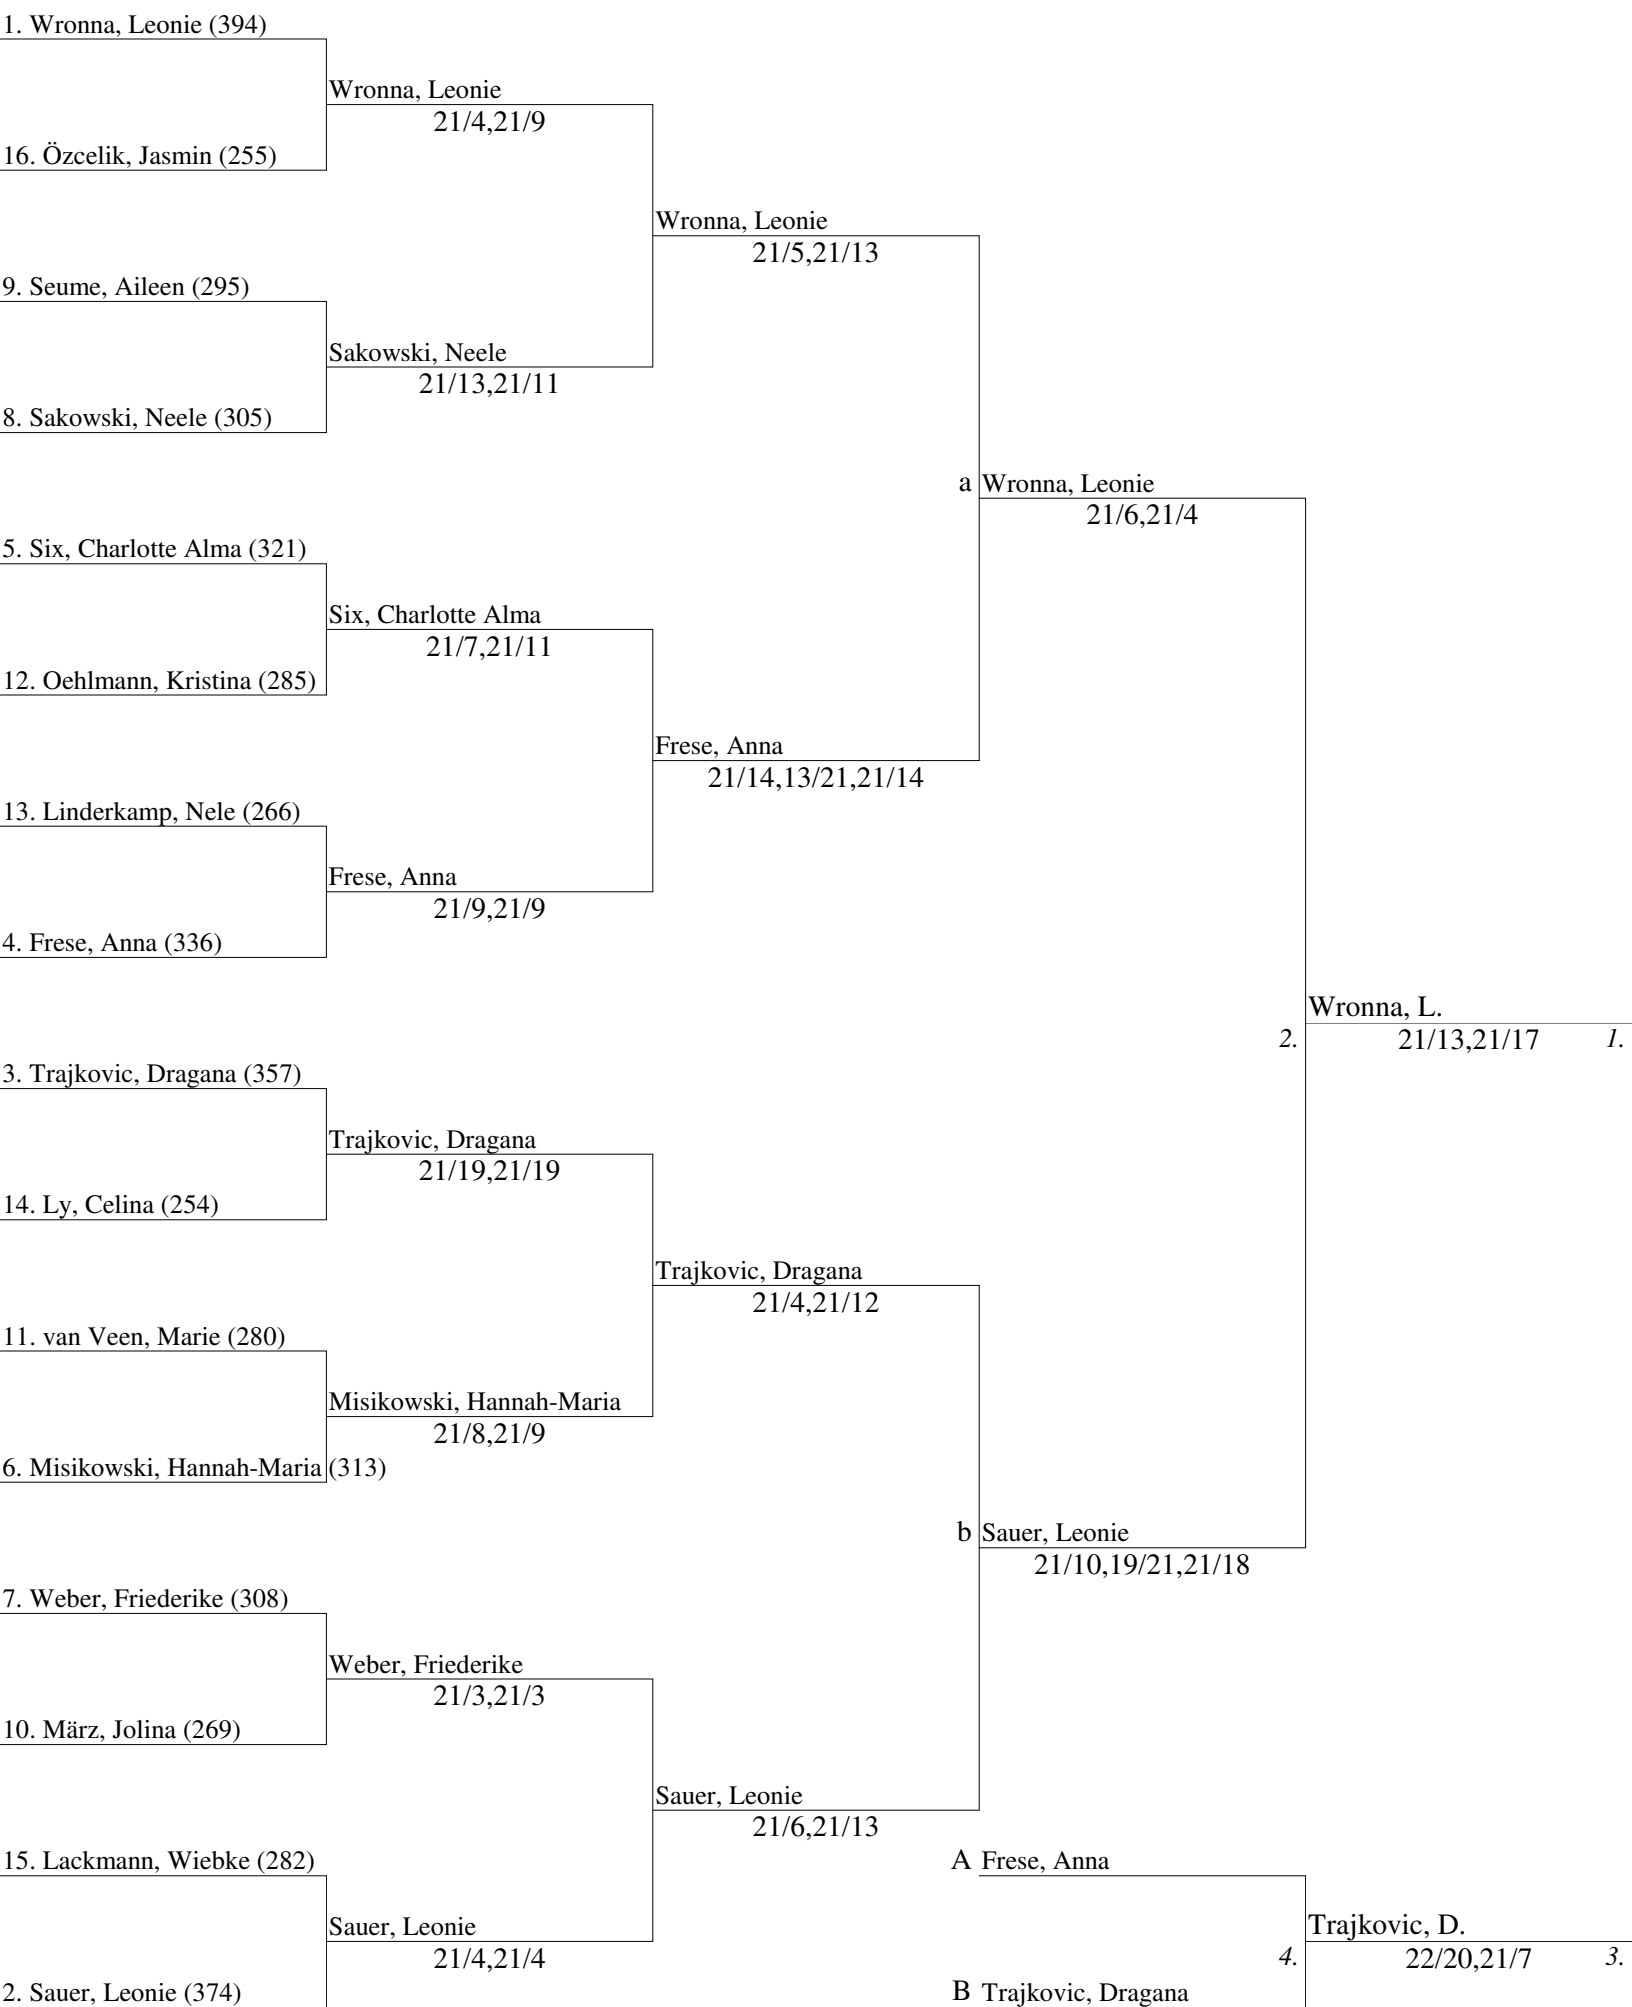 1. Wronna, Leonie (394)
Wronna, Leonie
21/4,21/9
16. Özcelik, Jasmin (255)
Wronna, Leonie
21/5,21/13
9. Seume, Aileen (295)
Sakowski, Neele
21/13,21/11
8. Sakowski, Neele (305)
a Wronna, Leonie
21/6,21/4
5. Six, Charlotte Alma (321)
Six, Charlotte Alma
21/7,21/11
12. Oehlmann, Kristina (285)
Frese, Anna
21/14,13/21,21/14
13. Linderkamp, Nele (266)
Frese, Anna
21/9,21/9
4. Frese, Anna (336)
Wronna, L.
2. 21/13,21/17 1.
3. Trajkovic, Dragana (357)
Trajkovic, Dragana
21/19,21/19
14. Ly, Celina (254)
Trajkovic, Dragana
21/4,21/12
11. van Veen, Marie (280)
Misikowski, Hannah-Maria
21/8,21/9
6. Misikowski, Hannah-Maria (313)
b Sauer, Leonie
21/10,19/21,21/18
7. Weber, Friederike (308)
Weber, Friederike
21/3,21/3
10. März, Jolina (269)
Sauer, Leonie
21/6,21/13
15. Lackmann, Wiebke (282)
A Frese, Anna
Sauer, Leonie
21/4,21/4
Trajkovic, D.
4. 22/20,21/7 3.
2. Sauer, Leonie (374)
B Trajkovic, Dragana